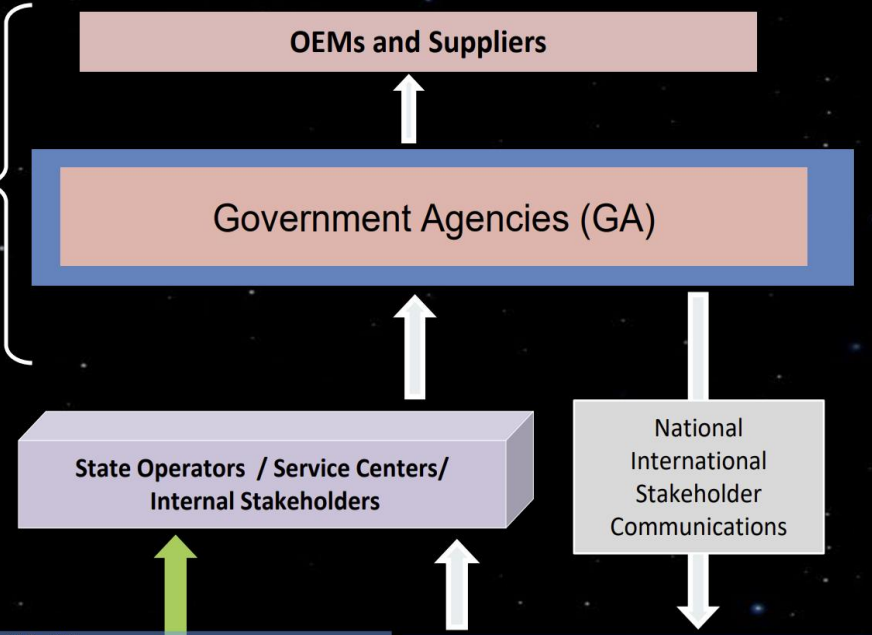 OEMs and Suppliers
Government Agencies (GA)
State Operators / Service Centers/
Internal Stakeholders
National
International
Stakeholder
Communications